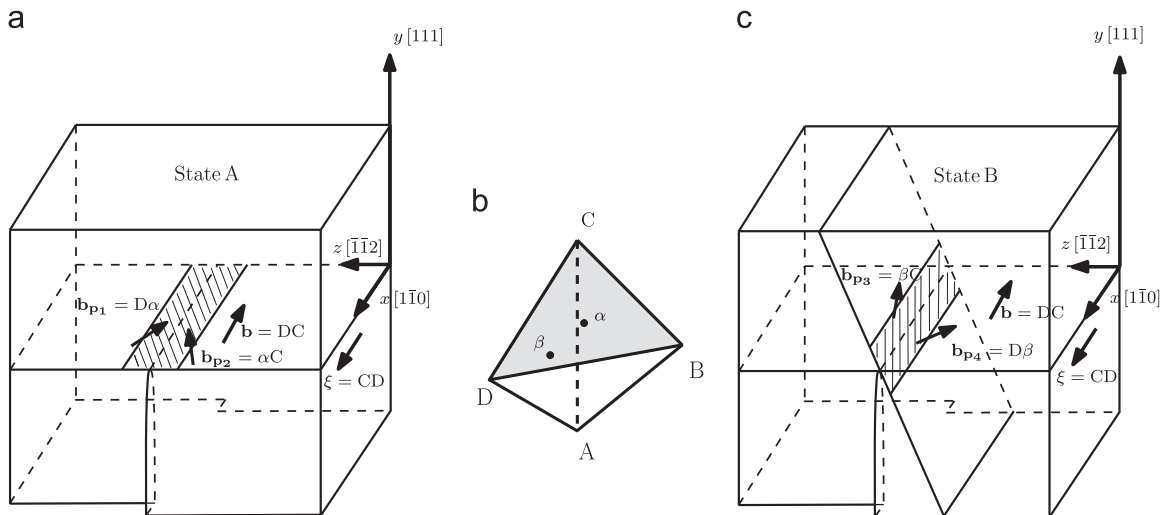 a
y [111]
State A
z [1̄1̄2]
x [11̄0]
b_p1 = Dα
b = DC
b_p2 = αC
ξ = CD
b
C
α
β
D
B
A
c
y [111]
State B
z [1̄1̄2]
x [11̄0]
b_p3 = βC
b = DC
b_p4 = Dβ
ξ = CD